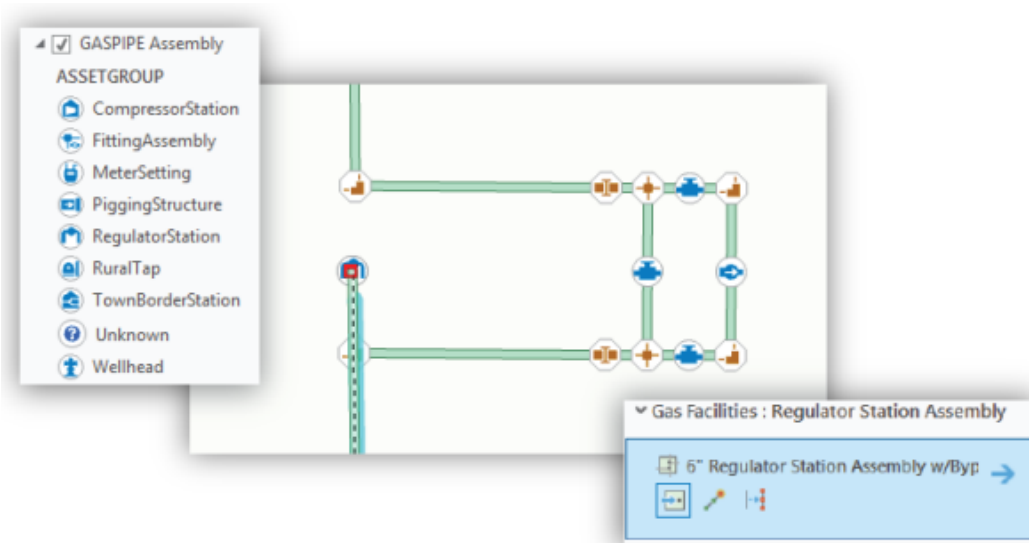 GASPIPE Assembly
ASSETGROUP
CompressorStation
FittingAssembly
MeterSetting
PiggingStructure
RegulatorStation
RuralTap
TownBorderStation
Unknown
Wellhead
Gas Facilities : Regulator Station Assembly
6" Regulator Station Assembly w/Byp